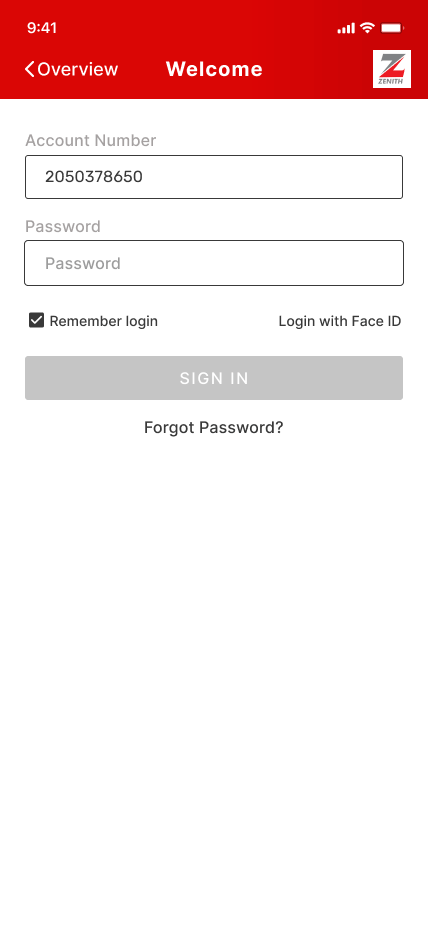 9:41
Overview
Welcome
ZENITH
Account Number
2050378650
Password
Password
Remember login
Login with Face ID
SIGN IN
Forgot Password?